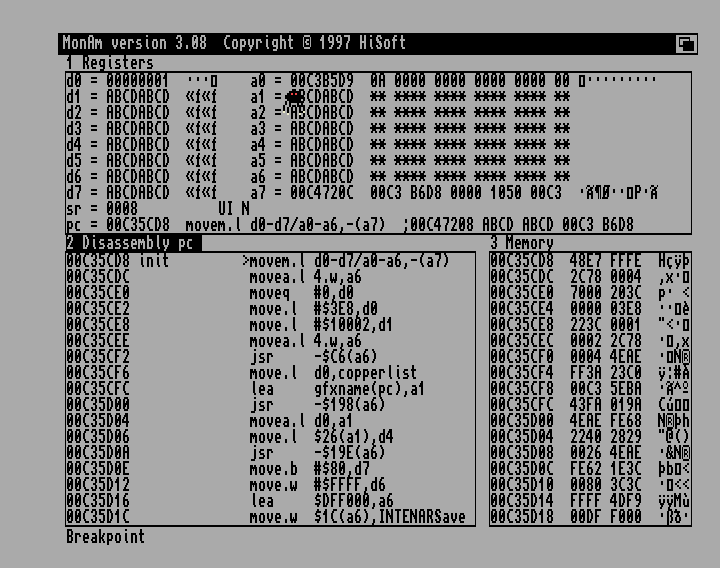 MonAm version 3.08  Copyright © 1997 HiSoft
1 Registers
d0 = 00000001  ···▯  a0 = 00C3B5D9  0A 0000 0000 0000 0000 00 ▯·········
d1 = ABCDABCD  «f«f  a1 = CDABCD  ** **** **** **** **** **
d2 = ABCDABCD  «f«f  a2 = CDABCD  ** **** **** **** **** **
d3 = ABCDABCD  «f«f  a3 = ABCDABCD  ** **** **** **** **** **
d4 = ABCDABCD  «f«f  a4 = ABCDABCD  ** **** **** **** **** **
d5 = ABCDABCD  «f«f  a5 = ABCDABCD  ** **** **** **** **** **
d6 = ABCDABCD  «f«f  a6 = ABCDABCD  ** **** **** **** **** **
d7 = ABCDABCD  «f«f  a7 = 00C4720C  00C3 B6D8 0000 1050 00C3  ·Ã¶Ø··▯P·Ã
sr = 0008  UI N
pc = 00C35CD8  movem.l d0-d7/a0-a6,-(a7)  ;00C47208 ABCD ABCD 00C3 B6D8
2 Disassembly pc
00C35CD8 init  >movem.l d0-d7/a0-a6,-(a7)
00C35CDC  movea.l 4.w,a6
00C35CE0  moveq  #0,d0
00C35CE2  move.l  #$3E8,d0
00C35CE8  move.l  #$10002,d1
00C35CEE  movea.l 4.w,a6
00C35CF2  jsr  -$C6(a6)
00C35CF6  move.l  d0,copperlist
00C35CFC  lea  gfxname(pc),a1
00C35D00  jsr  -$198(a6)
00C35D04  movea.l d0,a1
00C35D06  move.l  $26(a1),d4
00C35D0A  jsr  -$19E(a6)
00C35D0E  move.b  #$80,d7
00C35D12  move.w  #$FFFF,d6
00C35D16  lea  $DFF000,a6
00C35D1C  move.w  $1C(a6),INTENARSave
3 Memory
00C35CD8  48E7 FFFE  Hçÿþ
00C35CDC  2C78 0004  ,x·▯
00C35CE0  7000 203C  p· <
00C35CE4  0000 03E8  ··▯è
00C35CE8  223C 0001  "<·▯
00C35CEC  0002 2C78  ·▯,x
00C35CF0  0004 4EAE  ·▯N®
00C35CF4  FF3A 23C0  ÿ:#À
00C35CF8  00C3 5EBA  ·Ã^º
00C35CFC  43FA 019A  Cú▯▯
00C35D00  4EAE FE68  N®þh
00C35D04  2240 2829  "@()
00C35D08  0026 4EAE  ·&N®
00C35D0C  FE62 1E3C  þb▯<
00C35D10  0080 3C3C  ·▯<<
00C35D14  FFFF 4DF9  ÿÿMù
00C35D18  00DF F000  ·ßð·
Breakpoint